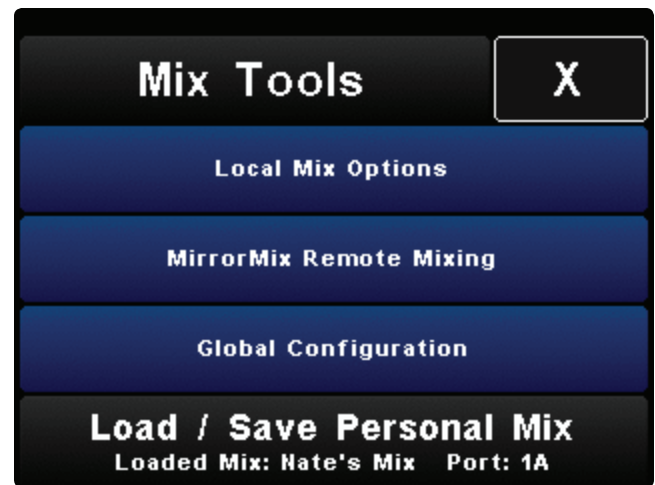 Mix Tools X
Local Mix Options
MirrorMix Remote Mixing
Global Configuration
Load / Save Personal Mix
Loaded Mix: Nate's Mix Port: 1A